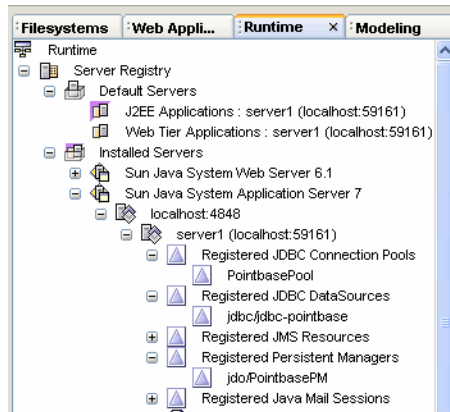 Filesystems Web Appli... Runtime × Modeling
Runtime
Server Registry
Default Servers
J2EE Applications : server1 (localhost:59161)
Web Tier Applications : server1 (localhost:59161)
Installed Servers
Sun Java System Web Server 6.1
Sun Java System Application Server 7
localhost:4848
server1 (localhost:59161)
Registered JDBC Connection Pools
PointbasePool
Registered JDBC DataSources
jdbc/jdbc-pointbase
Registered JMS Resources
Registered Persistent Managers
jdo/PointbasePM
Registered Java Mail Sessions